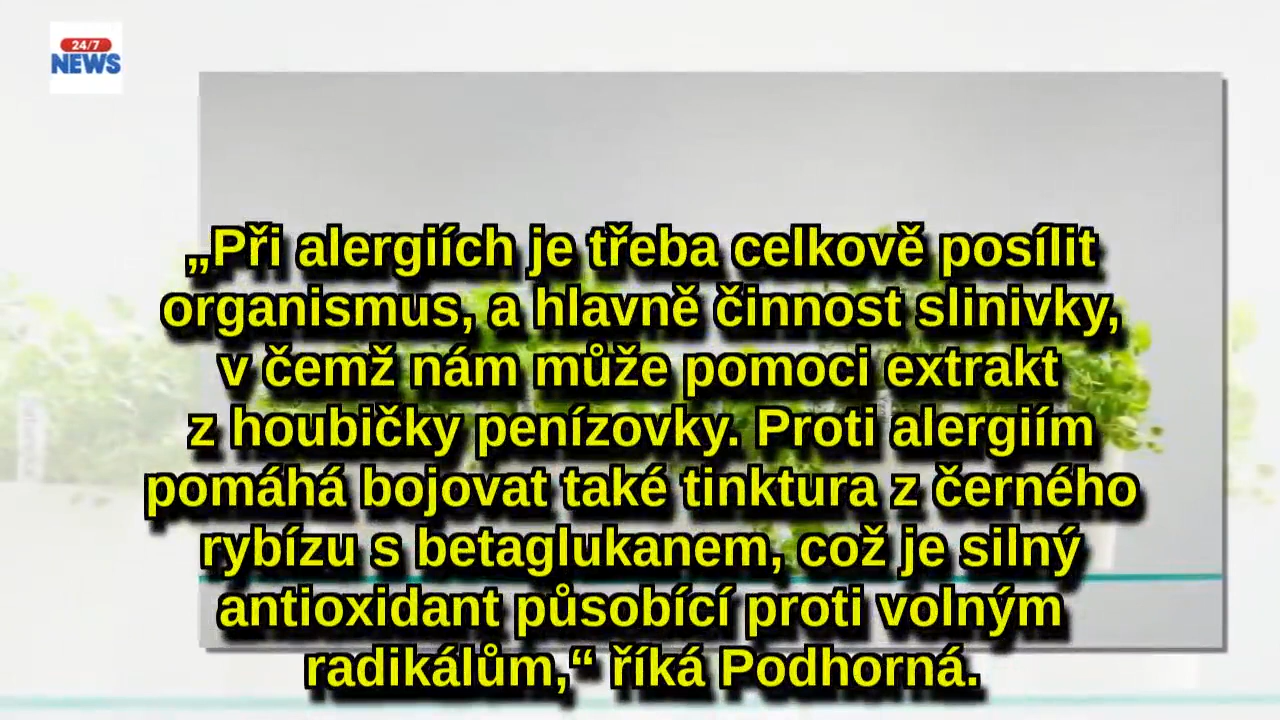 24/7
NEWS
„Při alergiích je třeba celkově posílit
organismus, a hlavně činnost slinivky,
v čemž nám může pomoci extrakt
z houbičky penízovky. Proti alergiím
pomáhá bojovat také tinktura z černého
rybízu s betaglukanem, což je silný
antioxidant působící proti volným
radikálům,“ říká Podhorná.